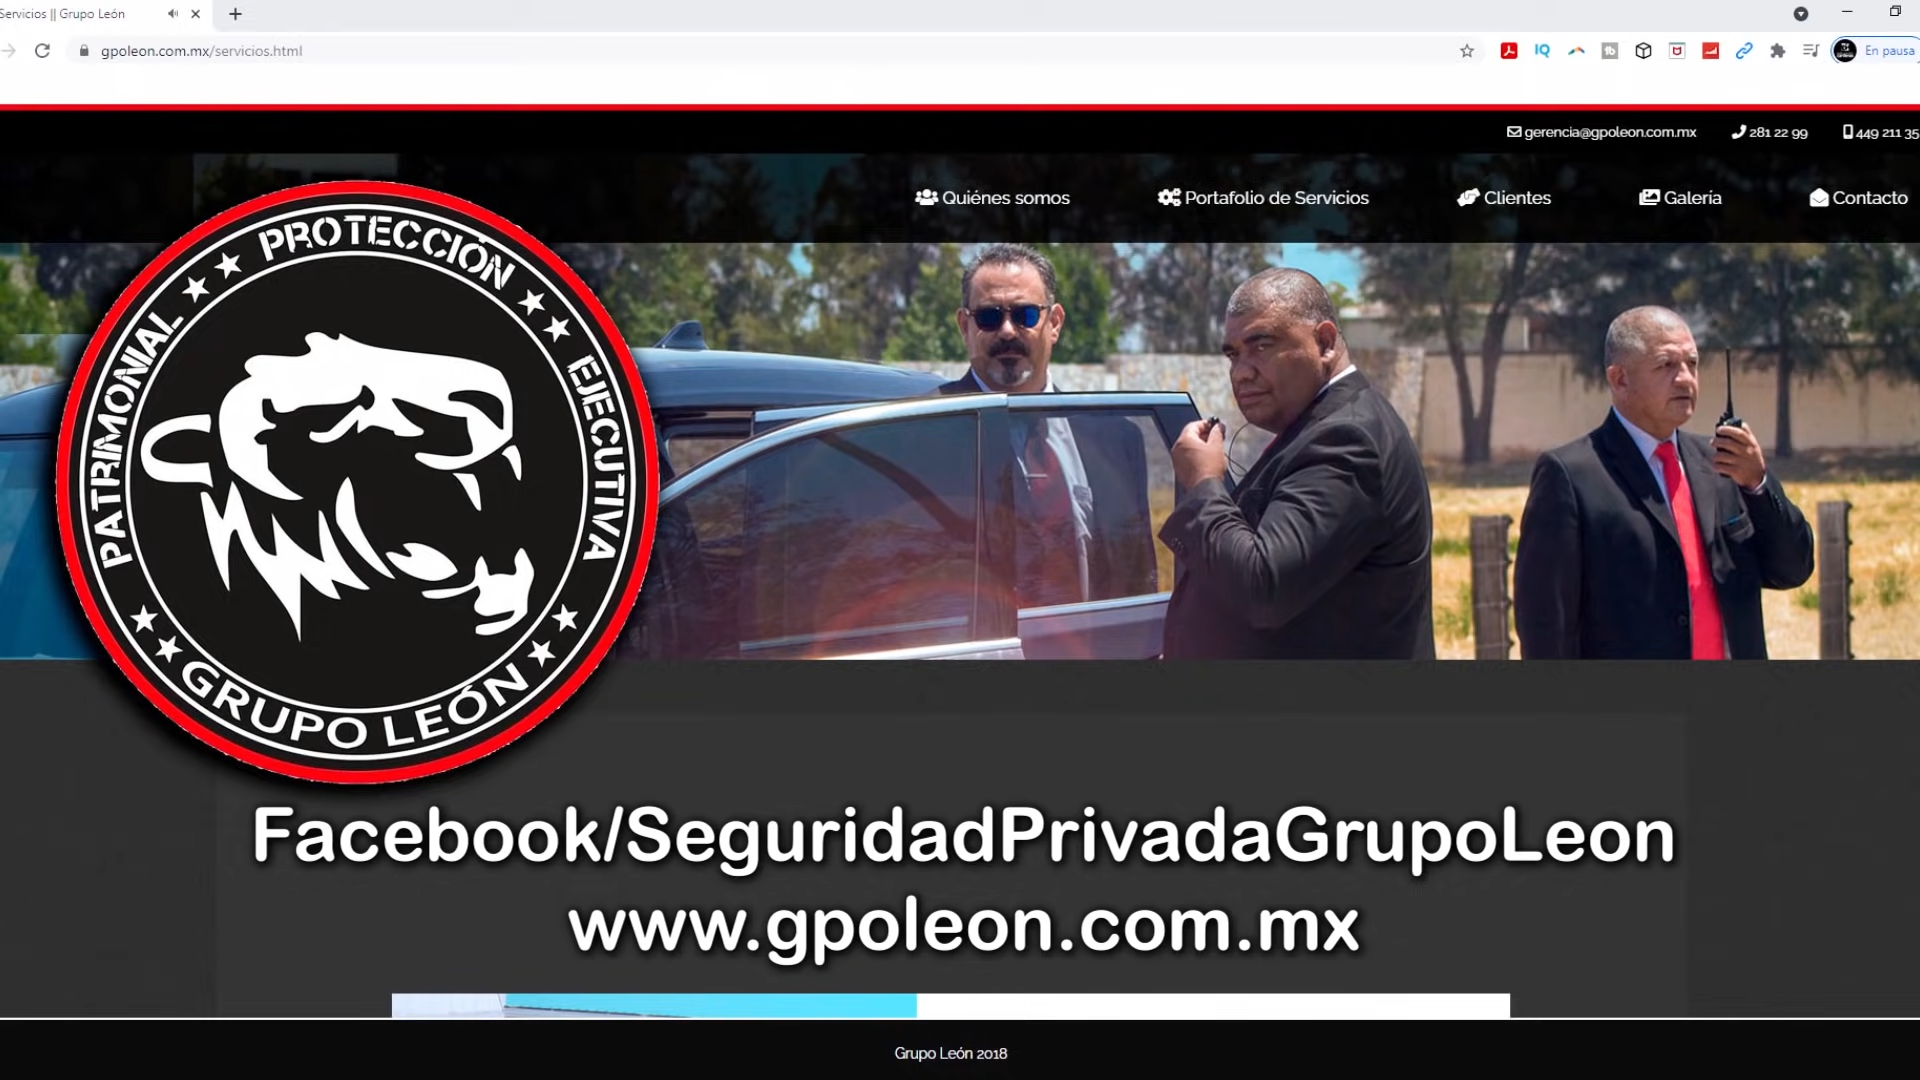 Servicios || Grupo León
gpoleon.com.mx/servicios.html
En pausa
gerencia@gpoleon.com.mx 281 22 99 449 211 35
Quiénes somos Portafolio de Servicios Clientes Galería Contacto
PATRIMONIAL ★ ★ PROTECCIÓN ★ ★ EJECUTIVA
★ ★ GRUPO LEÓN ★ ★
Facebook/SeguridadPrivadaGrupoLeon
www.gpoleon.com.mx
Grupo León 2018